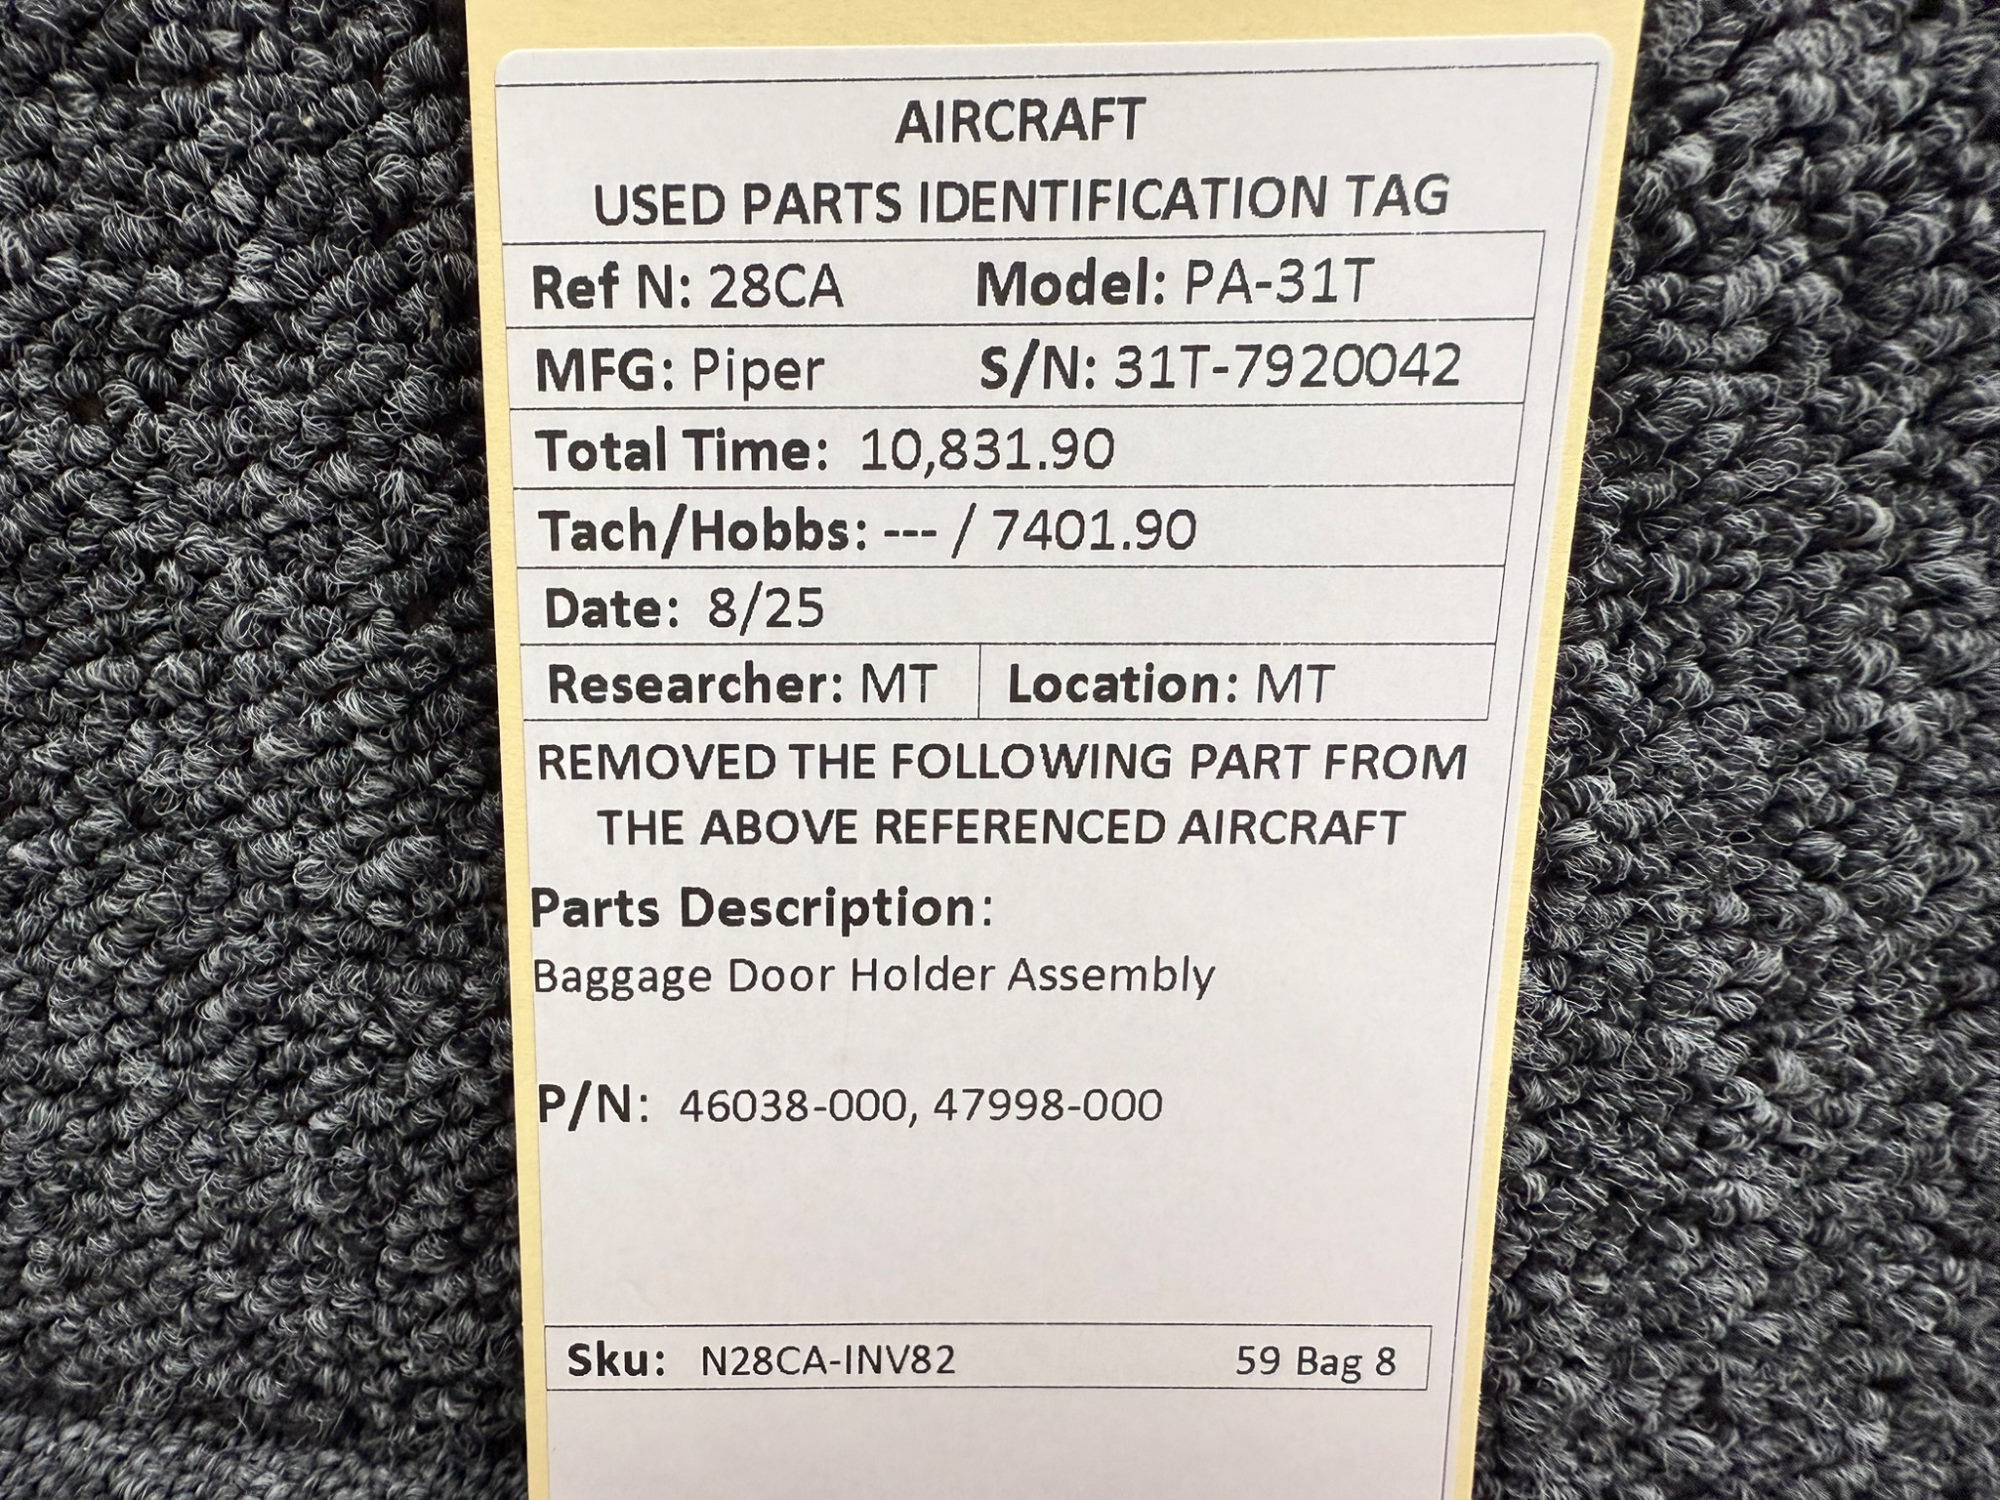 AIRCRAFT
USED PARTS IDENTIFICATION TAG
Ref N: 28CA Model: PA-31T
MFG: Piper S/N: 31T-7920042
Total Time: 10,831.90
Tach/Hobbs: --- / 7401.90
Date: 8/25
Researcher: MT Location: MT
REMOVED THE FOLLOWING PART FROM
THE ABOVE REFERENCED AIRCRAFT
Parts Description:
Baggage Door Holder Assembly
P/N: 46038-000, 47998-000
Sku: N28CA-INV82 59 Bag 8